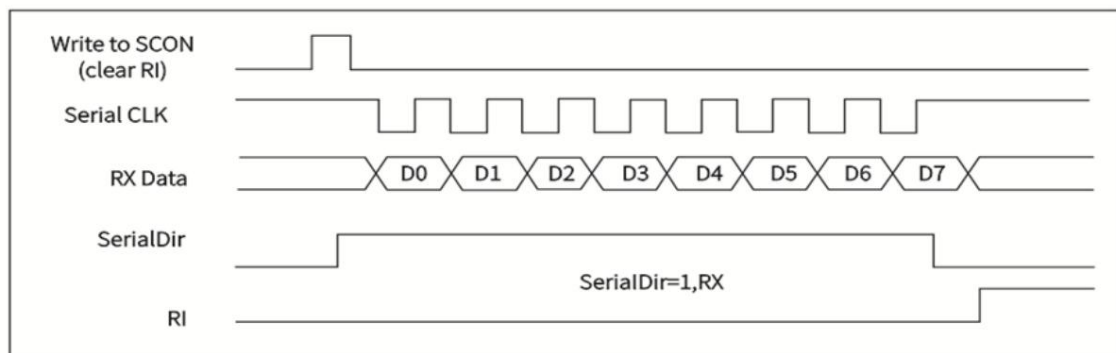 Write to SCON
(clear RI)
Serial CLK
RX Data
D0 D1 D2 D3 D4 D5 D6 D7
SerialDir
SerialDir=1,RX
RI